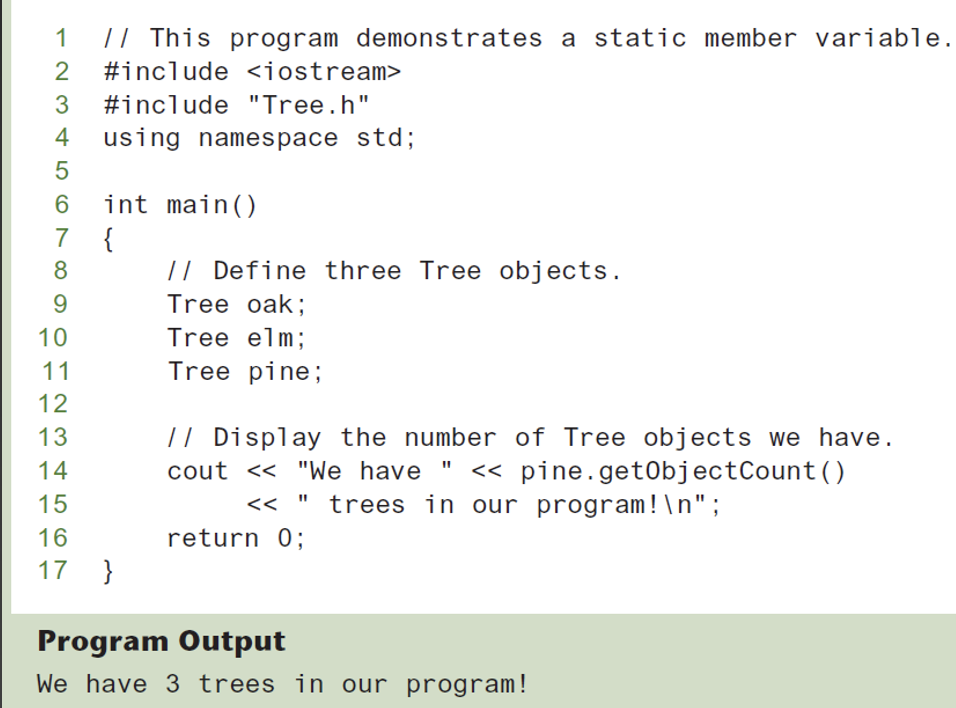 1 // This program demonstrates a static member variable.
2 #include <iostream>
3 #include "Tree.h"
4 using namespace std;
5
6 int main()
7 {
8     // Define three Tree objects.
9     Tree oak;
10     Tree elm;
11     Tree pine;
12
13     // Display the number of Tree objects we have.
14     cout << "We have " << pine.getObjectCount()
15          << " trees in our program!\n";
16     return 0;
17 }
Program Output
We have 3 trees in our program!